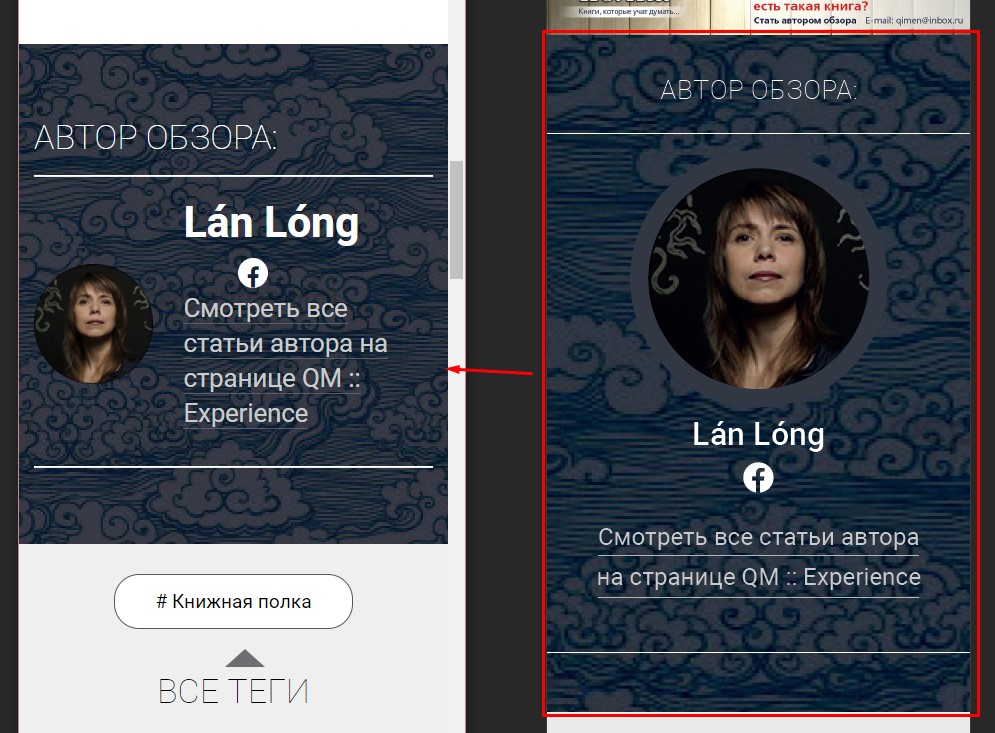 АВТОР ОБЗОРА:
Lán Lóng
Смотреть все
статьи автора на
странице QM ::
Experience
# Книжная полка
ВСЕ ТЕГИ
Книги, которые учат думать...
есть такая книга?
Стать автором обзора E-mail: qimen@inbox.ru
АВТОР ОБЗОРА:
Lán Lóng
Смотреть все статьи автора
на странице QM :: Experience